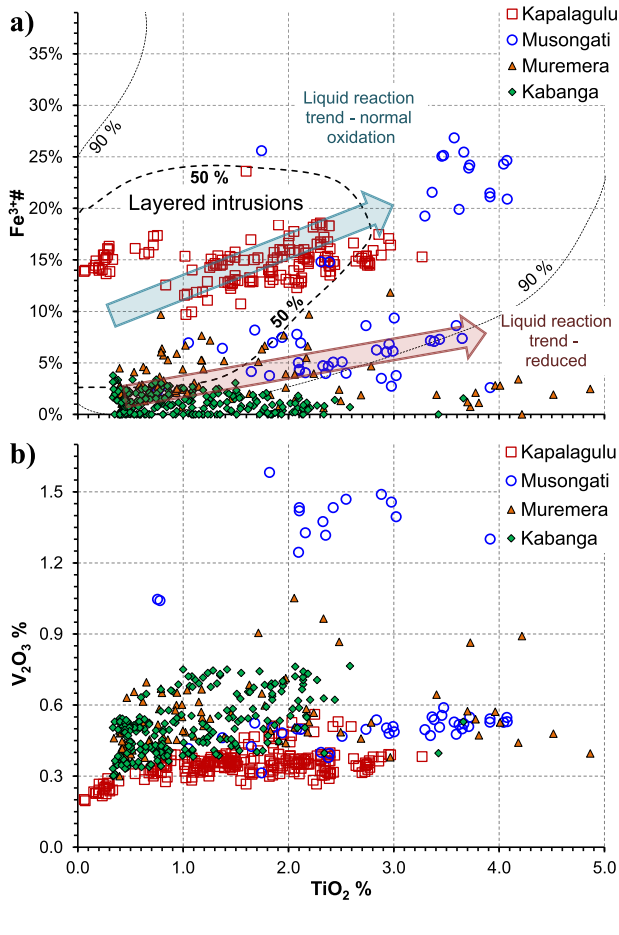 a)
Kapalagulu
Musongati
Muremera
Kabanga
Fe³⁺#
35%
30%
25%
20%
15%
10%
5%
0%
90 %
50 %
Layered intrusions
50 %
90 %
Liquid reaction
trend - normal
oxidation
Liquid reaction
trend -
reduced
b)
Kapalagulu
Musongati
Muremera
Kabanga
V₂O₃ %
1.5
1.2
0.9
0.6
0.3
0.0
0.0 1.0 2.0 3.0 4.0 5.0
TiO₂ %